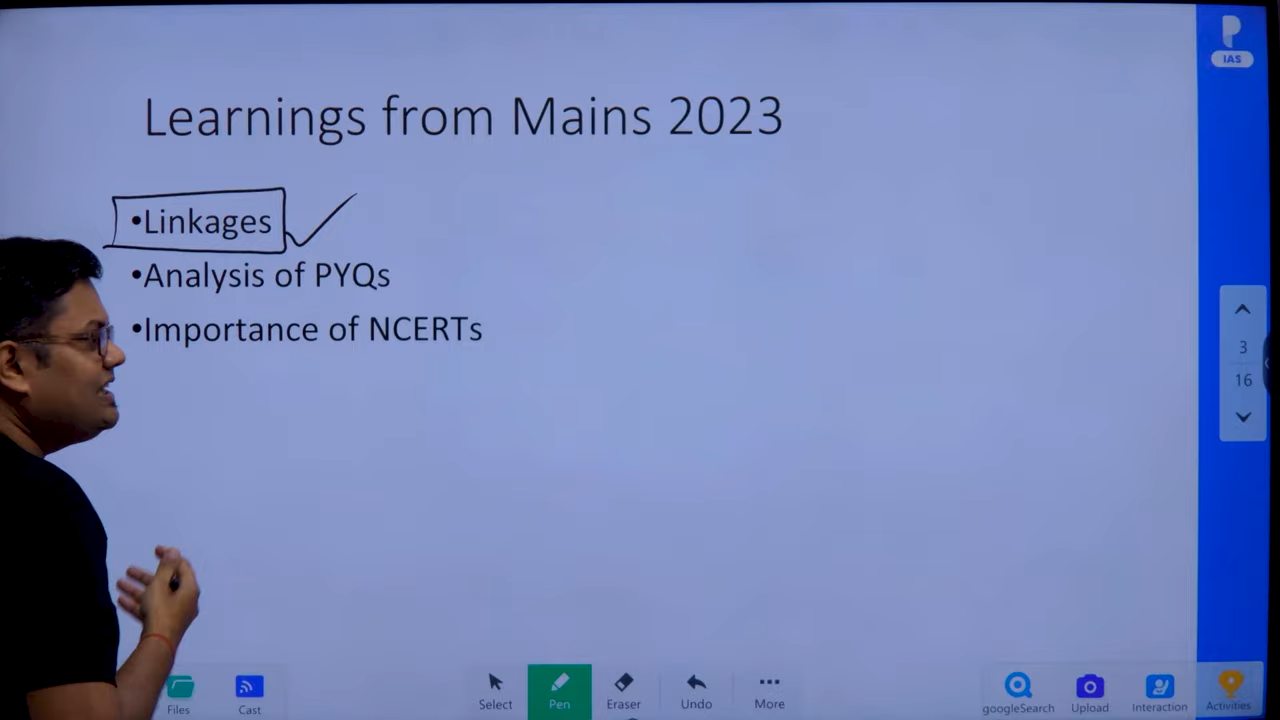 IAS
Learnings from Mains 2023
•Linkages
•Analysis of PYQs
•Importance of NCERTs
3
16
Files
Cast
Select
Pen
Eraser
Undo
More
googleSearch
Upload
Interaction
Activities